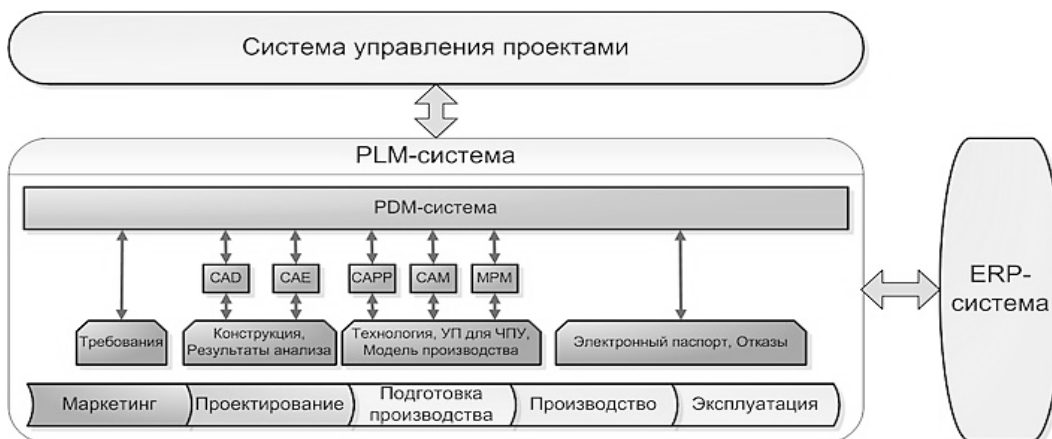 Система управления проектами
PLM-система
PDM-система
CAD
CAE
CAPP
CAM
MPM
Требования
Конструкция,
Результаты анализа
Технология, УП для ЧПУ,
Модель производства
Электронный паспорт, Отказы
Маркетинг
Проектирование
Подготовка
производства
Производство
Эксплуатация
ERP-
система